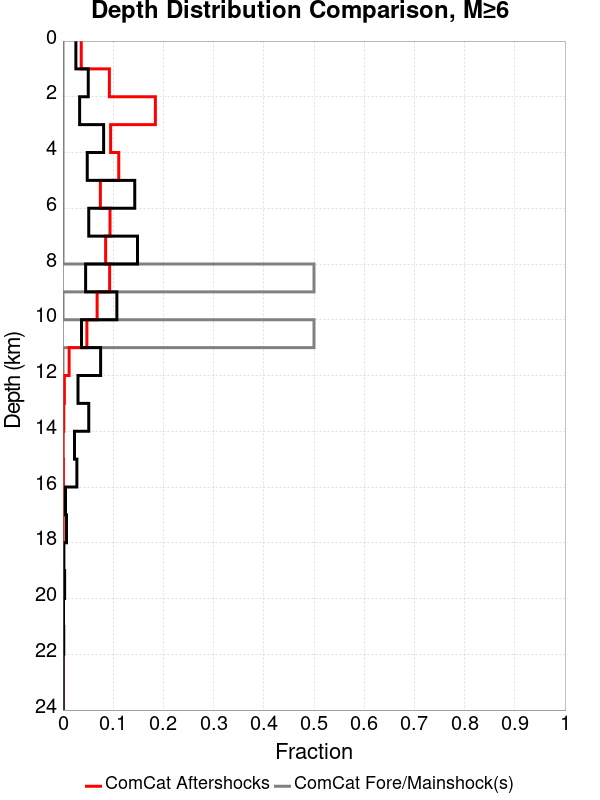 Depth Distribution Comparison, M≥6
0
2
4
6
8
10
12
14
16
18
20
22
24
Depth (km)
0 0.1 0.2 0.3 0.4 0.5 0.6 0.7 0.8 0.9 1
Fraction
ComCat Aftershocks ComCat Fore/Mainshock(s)